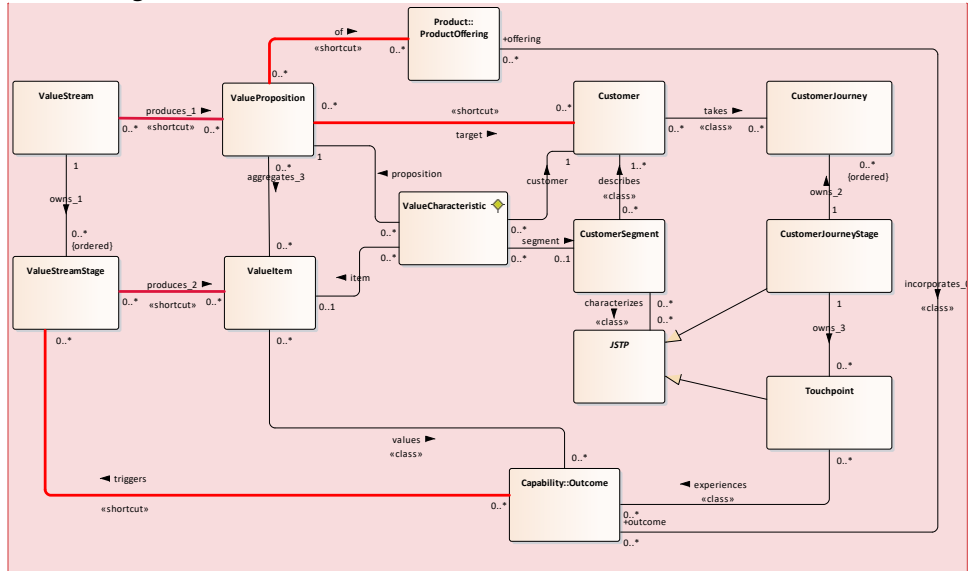 Product::
ProductOffering
of
«shortcut»
0..*
0..*
+offering
0..*
ValueStream
produces_1
0..*
«shortcut»
0..*
ValueProposition
0..*
«shortcut»
target
0..*
Customer
takes
0..*
«class»
0..*
CustomerJourney
1
owns_1
0..*
{ordered}
0..*
aggregates_3
0..*
1
proposition
0..*
customer
1
1..*
describes
«class»
0..*
0..*
{ordered}
owns_2
1
ValueCharacteristic
0..*
segment
0..*
0..1
CustomerSegment
CustomerJourneyStage
ValueStreamStage
produces_2
0..*
«shortcut»
0..*
ValueItem
item
0..*
0..1
characterizes
«class»
0..*
0..*
JSTP
1
owns_3
0..*
«class»
Touchpoint
0..*
0..*
values
«class»
0..*
triggers
«shortcut»
0..*
Capability::Outcome
experiences
«class»
0..*
0..*
+outcome
0..*